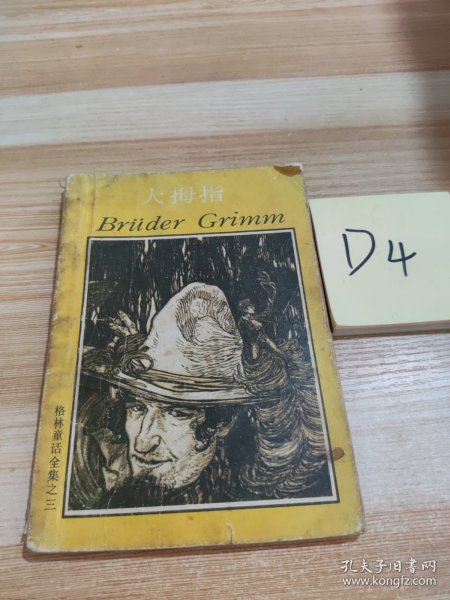 大拇指
Brüder Grimm
格林童话全集之三
D4
孔夫子旧书网
www.kongfz.com